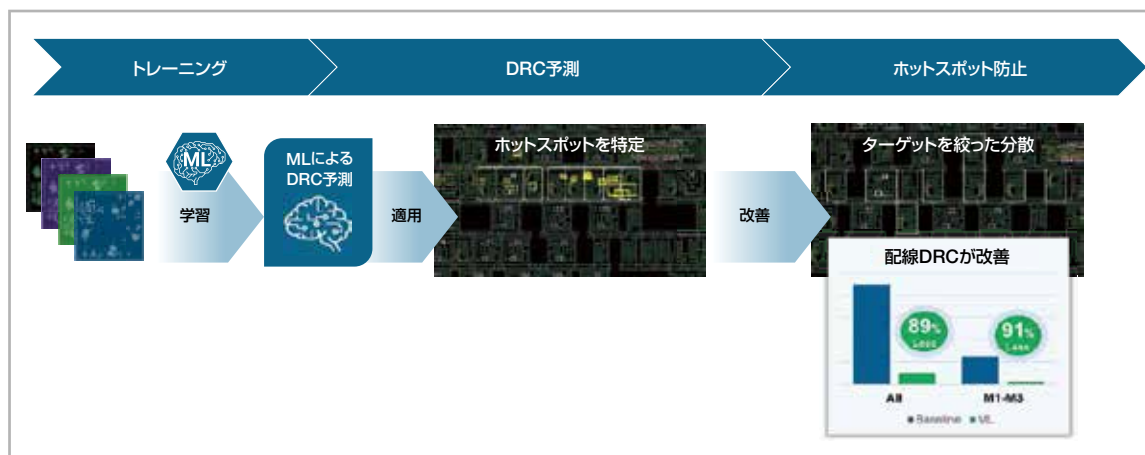 トレーニング
DRC予測
ホットスポット防止
ML
学習
MLによる
DRC予測
適用
ホットスポットを特定
改善
ターゲットを絞った分散
配線DRCが改善
89%
Less
91%
Less
All
M1-M3
Baseline ML